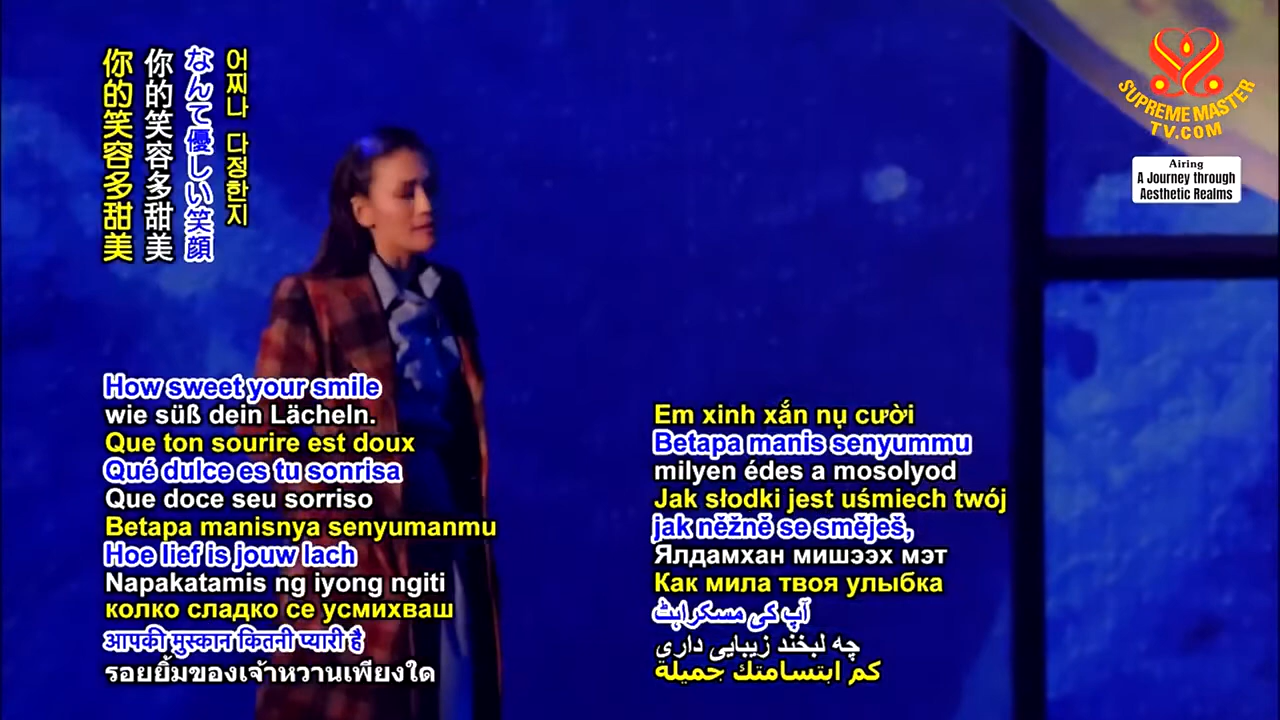 你的笑容多甜美
你的笑容多甜美
なんて優しい笑顔
어찌나 다정한지
SUPREME MASTER
TV.COM
Airing
A Journey through
Aesthetic Realms
How sweet your smile
wie süß dein Lächeln.
Que ton sourire est doux
Qué dulce es tu sonrisa
Que doce seu sorriso
Betapa manisnya senyumanmu
Hoe lief is jouw lach
Napakatamis ng iyong ngiti
колко сладко се усмихваш
आपकी मुस्कान कितनी प्यारी है
รอยยิ้มของเจ้าหวานเพียงใด
Em xinh xắn nụ cười
Betapa manis senyummu
milyen édes a mosolyod
Jak słodki jest uśmiech twój
jak něžně se směješ,
Ялдамхан мишээх мэт
Как мила твоя улыбка
آپ کی مسکراہٹ
چه لبخند زیبایی داری
كم ابتسامتك جميلة